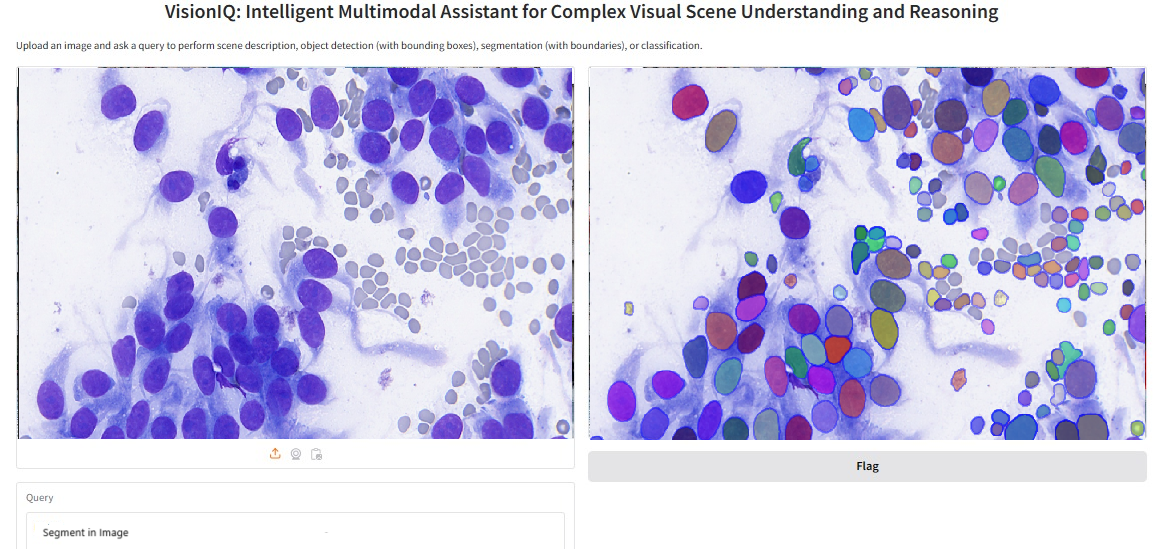 VisionIQ: Intelligent Multimodal Assistant for Complex Visual Scene Understanding and Reasoning
Upload an image and ask a query to perform scene description, object detection (with bounding boxes), segmentation (with boundaries), or classification.
Flag
Query
Segment in Image